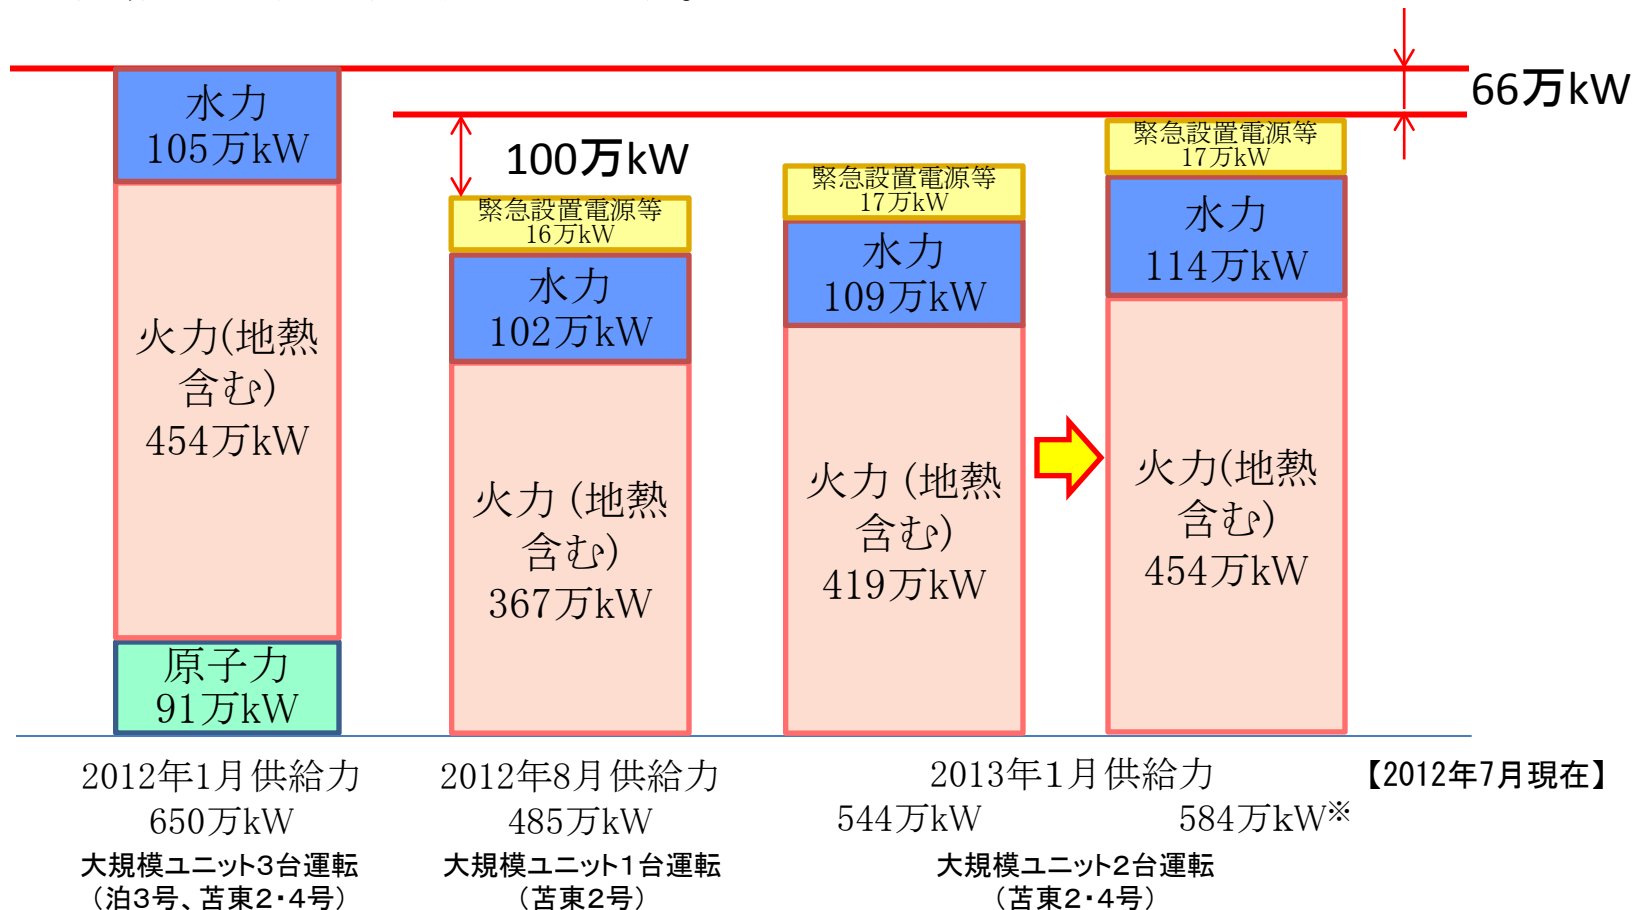 66万kW
水力
105万kW
火力(地熱
含む)
454万kW
原子力
91万kW
100万kW
緊急設置電源等
16万kW
水力
102万kW
火力 (地熱
含む)
367万kW
緊急設置電源等
17万kW
水力
109万kW
火力 (地熱
含む)
419万kW
緊急設置電源等
17万kW
水力
114万kW
火力(地熱
含む)
454万kW
2012年1月供給力
650万kW
大規模ユニット3台運転
(泊3号、苫東2・4号)
2012年8月供給力
485万kW
大規模ユニット1台運転
(苫東2号)
2013年1月供給力
544万kW 584万kW※
大規模ユニット2台運転
(苫東2・4号)
【2012年7月現在】